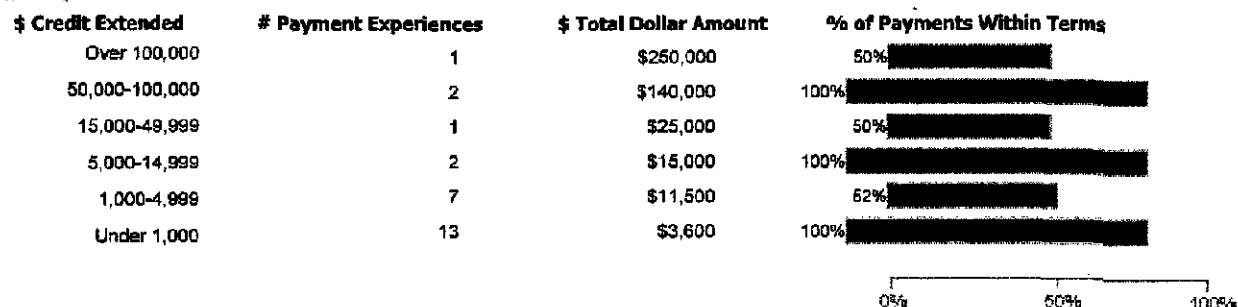 $ Credit Extended # Payment Experiences $ Total Dollar Amount % of Payments Within Terms
Over 100,000 1 $250,000 50%
50,000-100,000 2 $140,000 100%
15,000-49,999 1 $25,000 50%
5,000-14,999 2 $15,000 100%
1,000-4,999 7 $11,500 52%
Under 1,000 13 $3,600 100%
0% 50% 100%